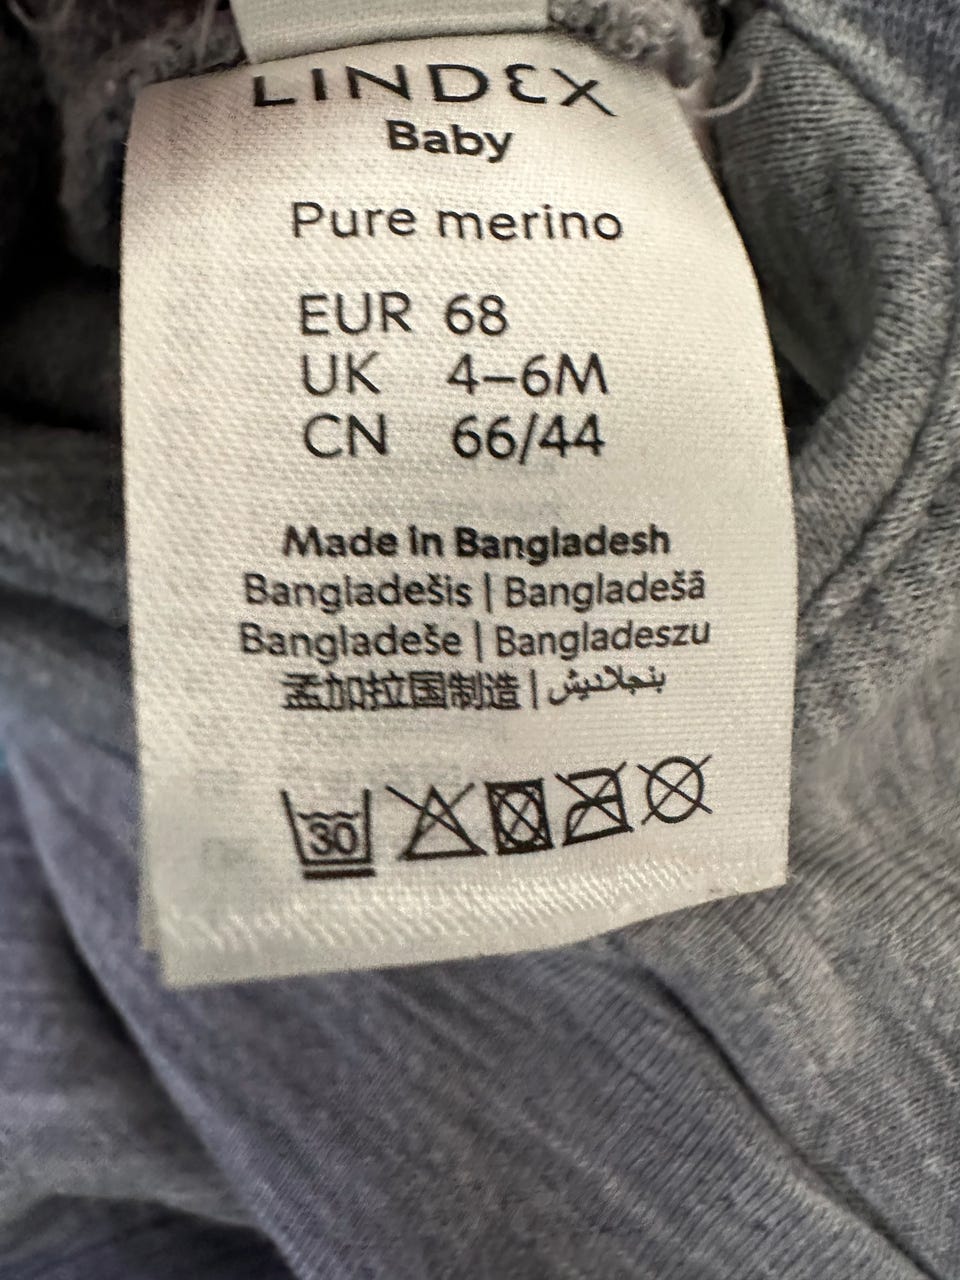 LINDEX
Baby
Pure merino
EUR 68
UK 4–6M
CN 66/44
Made in Bangladesh
Bangladešis | Bangladešā
Bangladeše | Bangladeszu
孟加拉国制造 | بنجلاديش
30